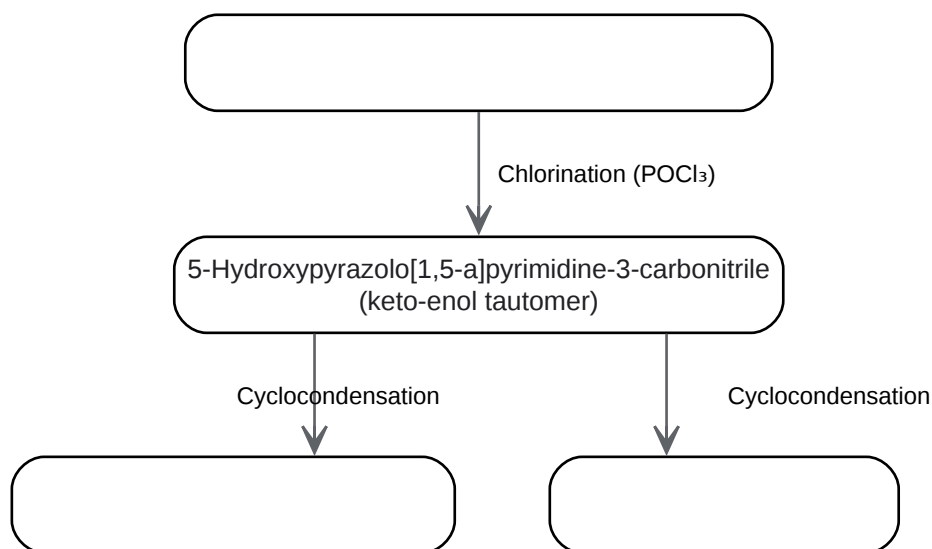 Chlorination (POCl₃)
5-Hydroxypyrazolo[1,5-a]pyrimidine-3-carbonitrile
(keto-enol tautomer)
Cyclocondensation
Cyclocondensation